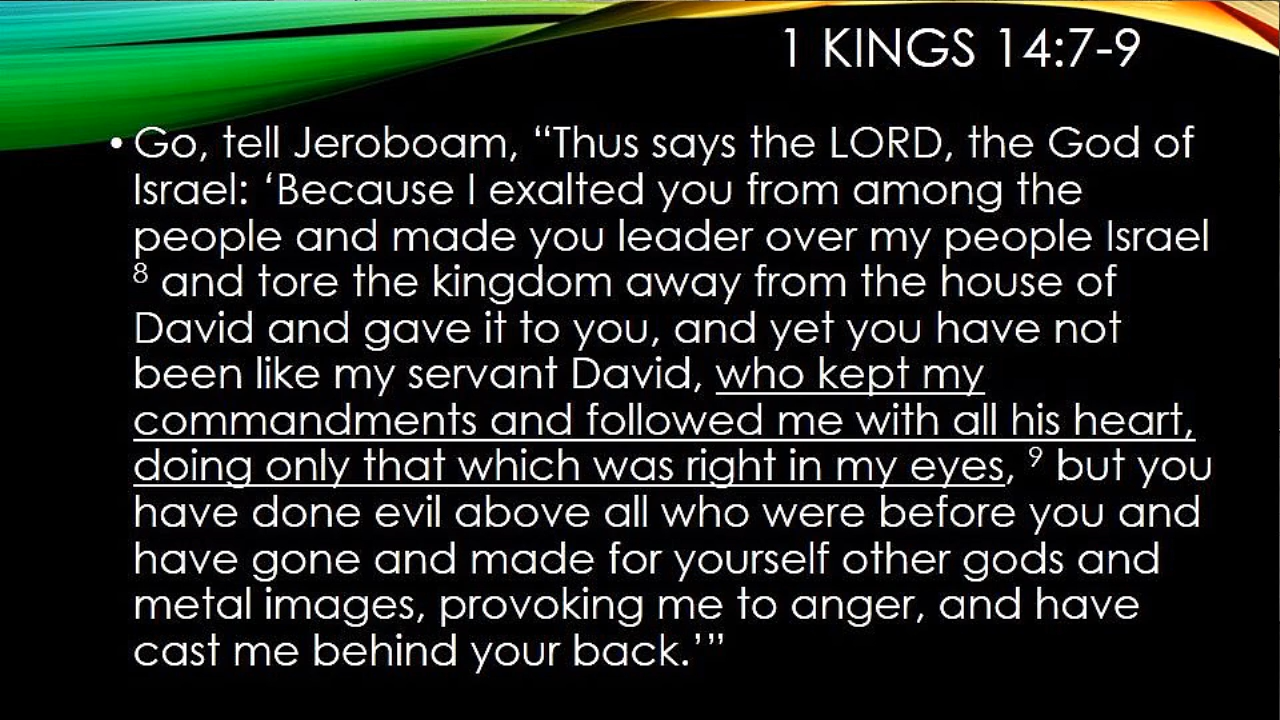 1 KINGS 14:7-9
• Go, tell Jeroboam, “Thus says the LORD, the God of
Israel: ‘Because I exalted you from among the
people and made you leader over my people Israel
8 and tore the kingdom away from the house of
David and gave it to you, and yet you have not
been like my servant David, who kept my
commandments and followed me with all his heart,
doing only that which was right in my eyes, 9 but you
have done evil above all who were before you and
have gone and made for yourself other gods and
metal images, provoking me to anger, and have
cast me behind your back.’”